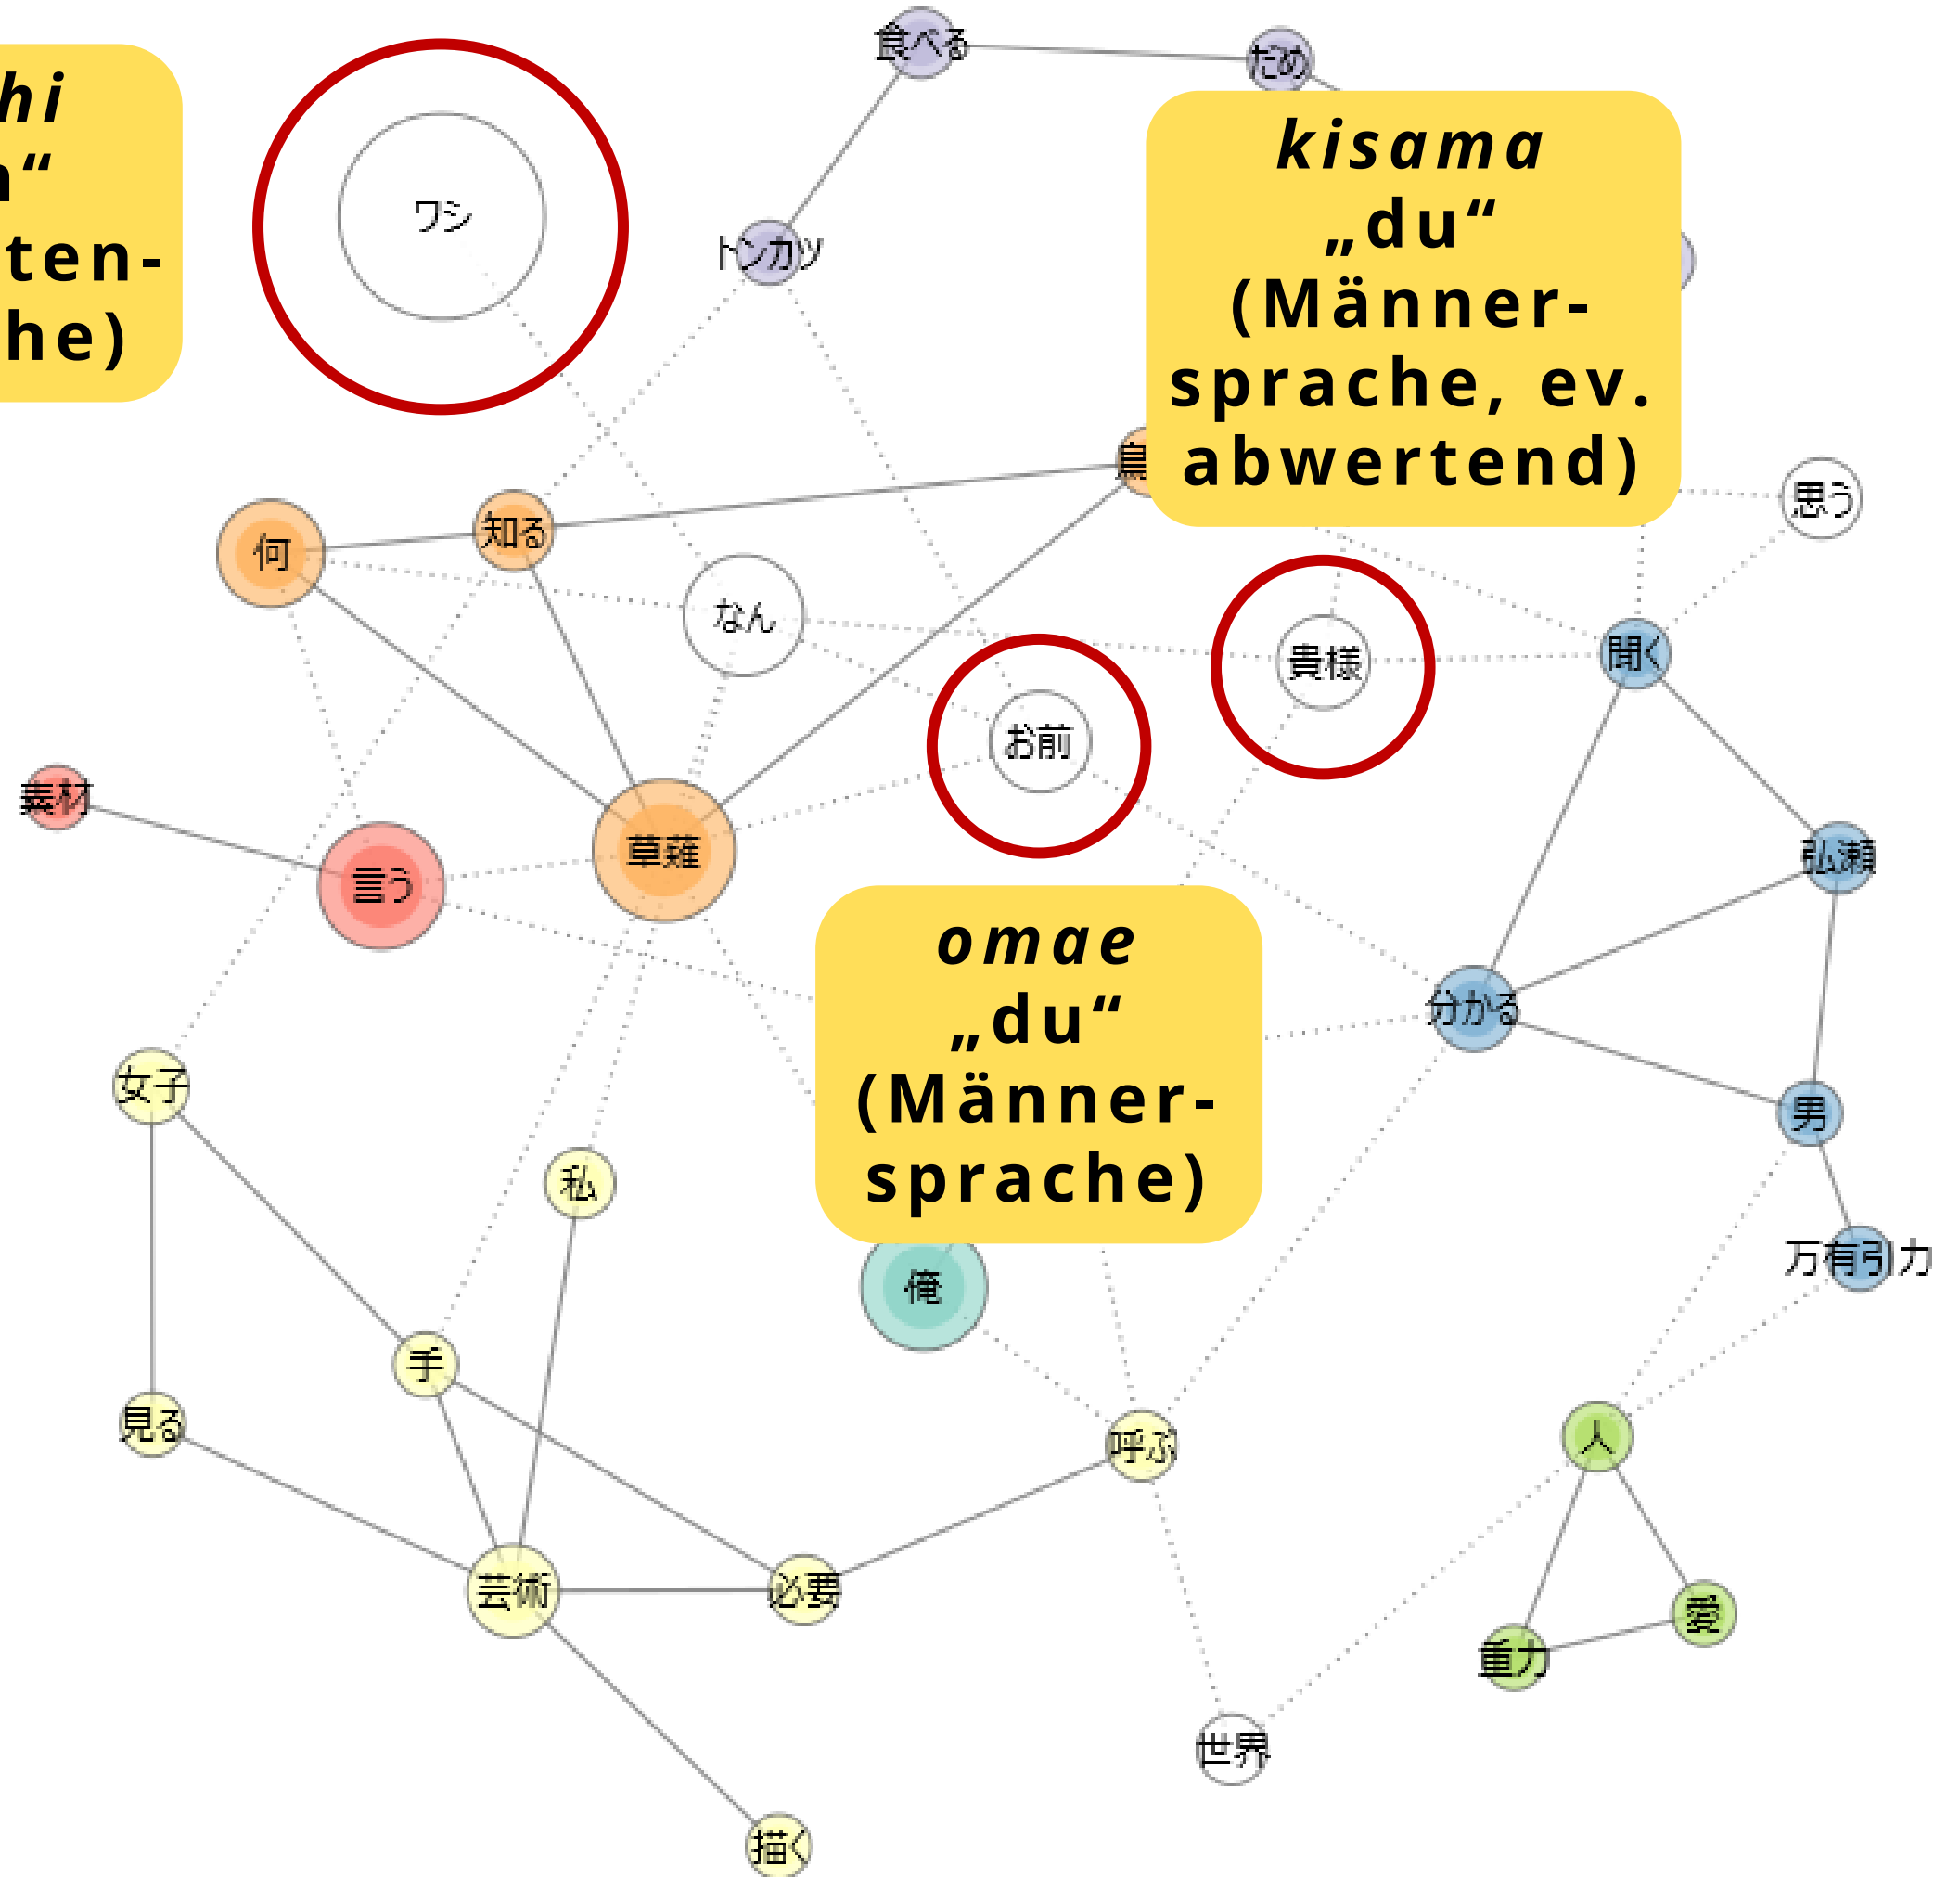 食べる
ため
hi
“
ten-
he)
ワシ
トンカツ
kisama
„du“
(Männer-
sprache, ev.
abwertend)
思う
何
知る
なん
聞く
貴様
お前
素材
言う
草薙
弘瀬
omae
„du“
(Männer-
sprache)
分かる
女子
男
私
万有引力
俺
手
見る
呼ぶ
人
芸術
必要
愛
重力
世界
描く